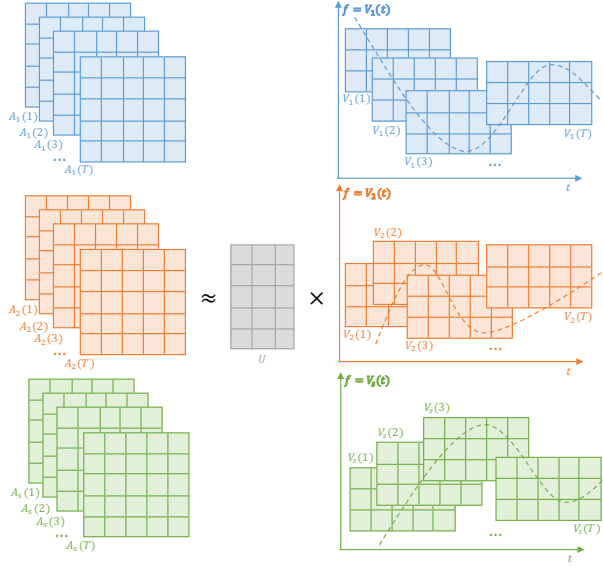 f = V₁(t)
A₁(1)
A₁(2)
A₁(3)
...
A₁(T)
V₁(1)
V₁(2)
V₁(3)
...
V₁(T)
t
f = V₂(t)
A₂(1)
A₂(2)
A₂(3)
...
A₂(T)
≈
U
×
V₂(2)
V₂(1)
V₂(3)
...
V₂(T)
t
f = Vₛ(t)
Aₛ(1)
Aₛ(2)
Aₛ(3)
...
Aₛ(T)
Vₛ(3)
Vₛ(2)
Vₛ(1)
Vₛ(T)
...
t